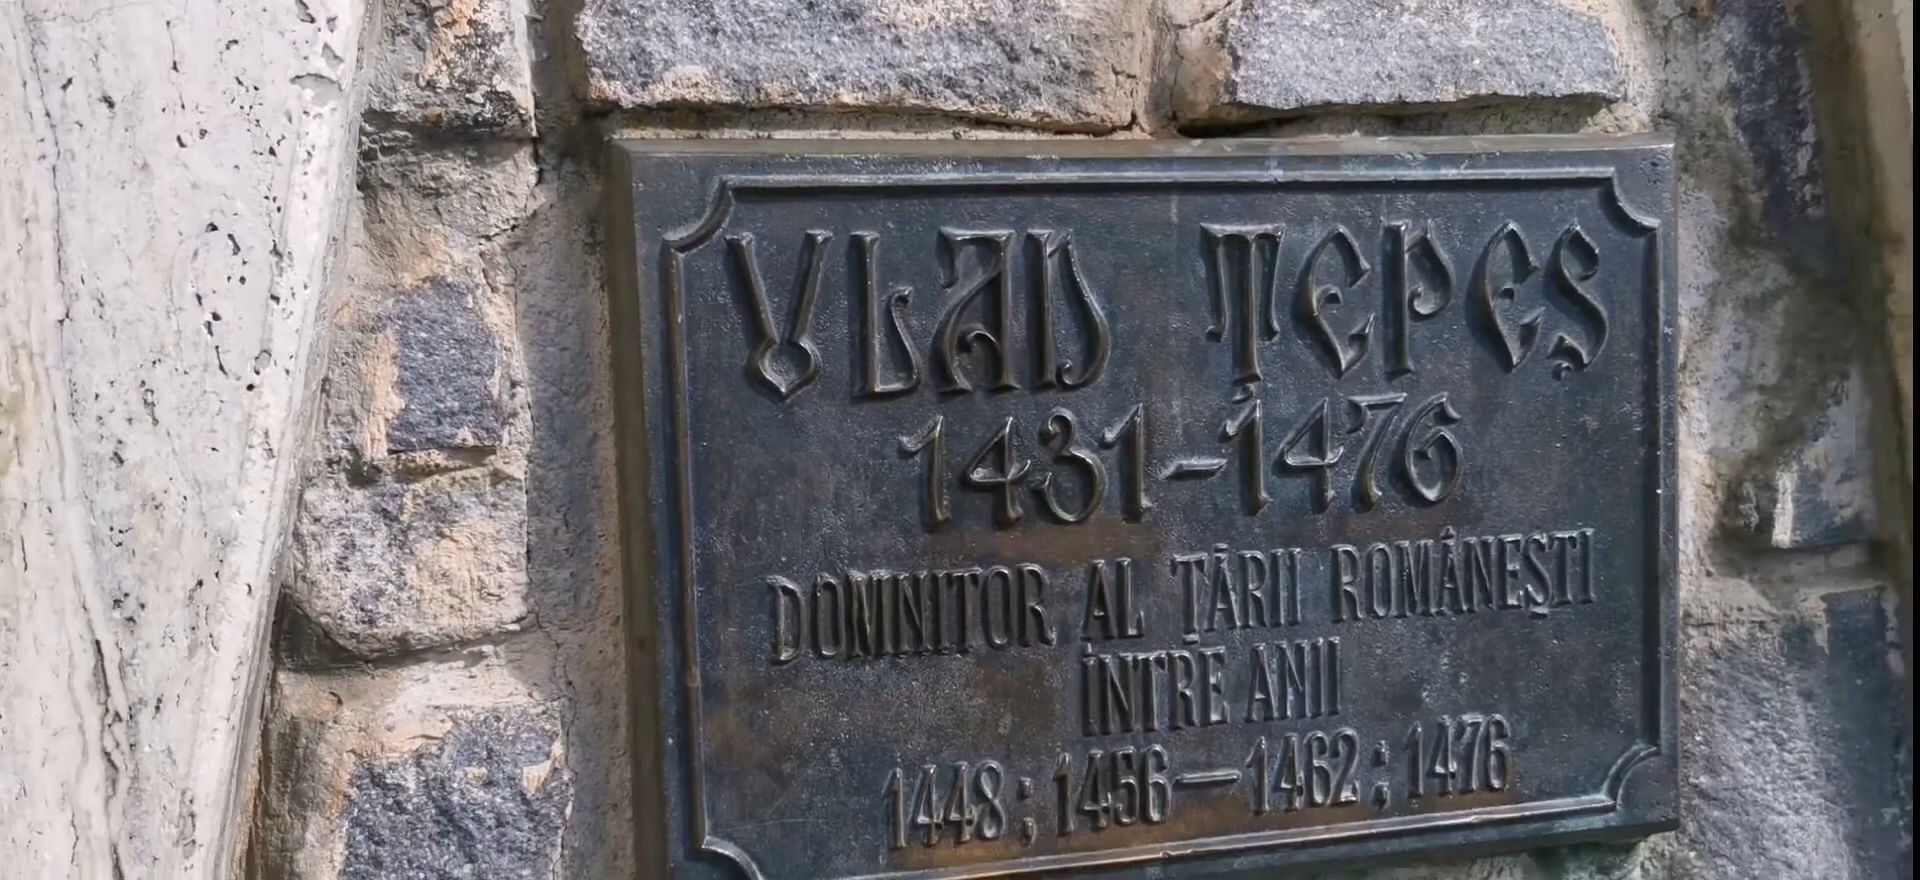 VLAD ȚEPEȘ
1431-1476
DOMNITOR AL ȚĂRII ROMÂNEȘTI
ÎNTRE ANII
1448; 1456—1462; 1476